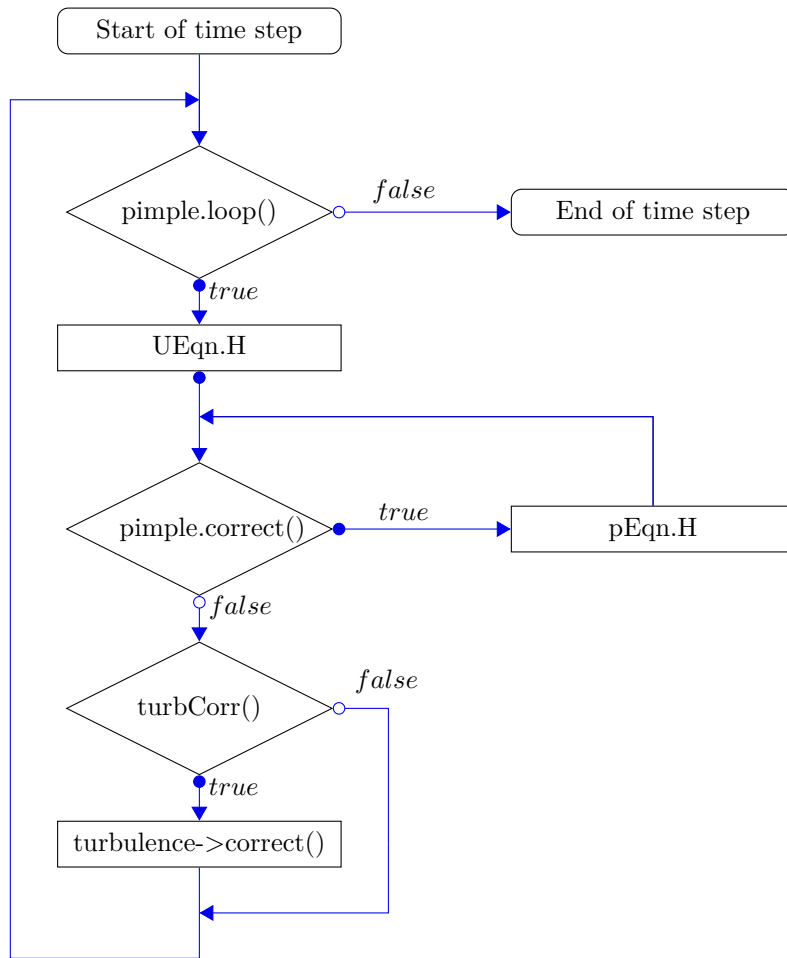 Start of time step
pimple.loop()
false
End of time step
true
UEqn.H
pimple.correct()
true
pEqn.H
false
turbCorr()
false
true
turbulence->correct()